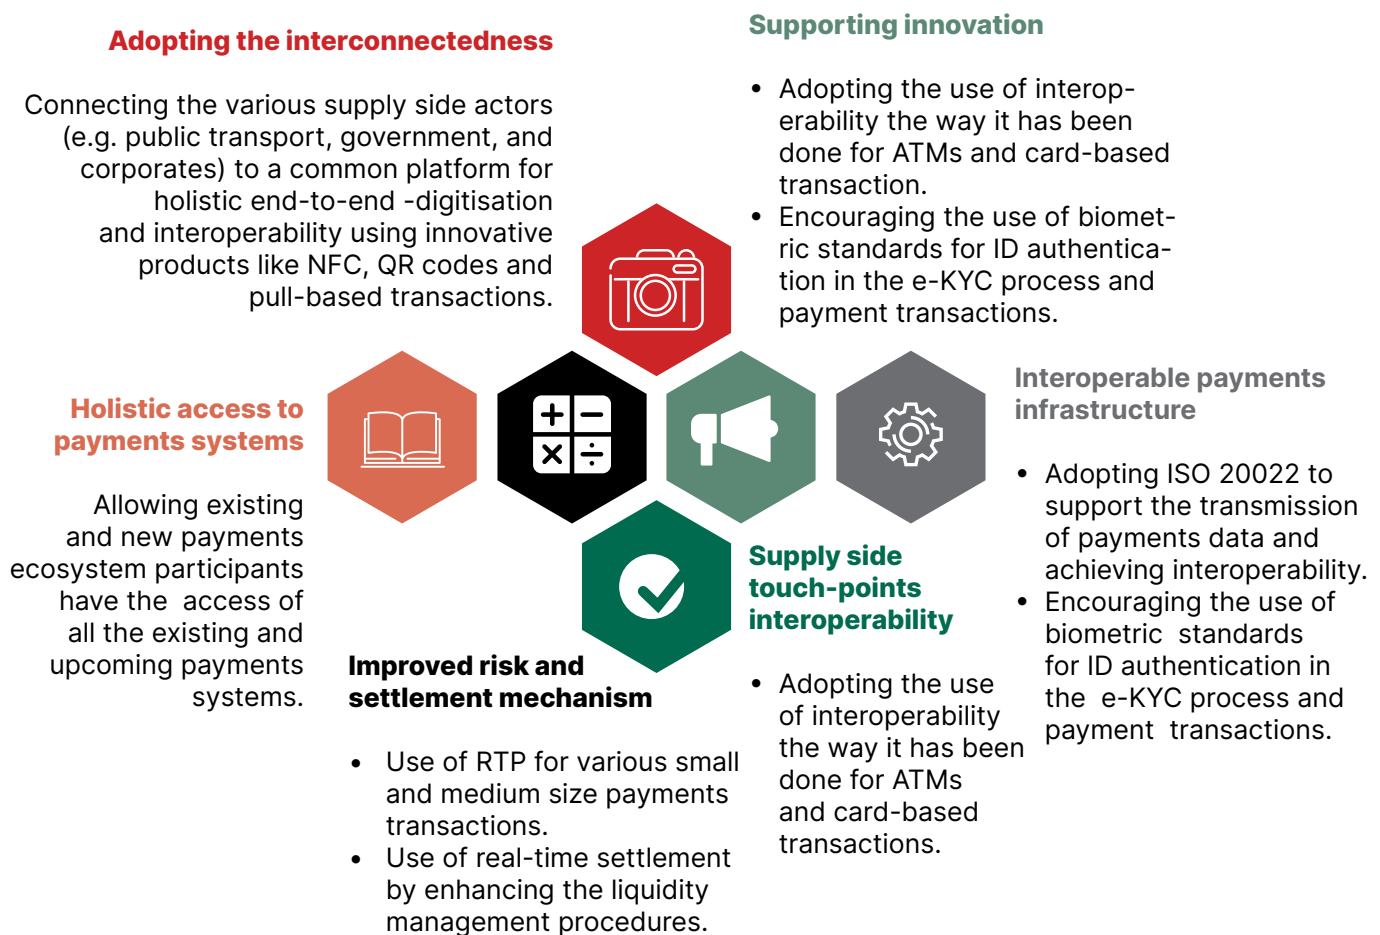 Adopting the interconnectedness
Connecting the various supply side actors
(e.g. public transport, government, and
corporates) to a common platform for
holistic end-to-end -digitisation
and interoperability using innovative
products like NFC, QR codes and
pull-based transactions.
Supporting innovation
• Adopting the use of interop-
erability the way it has been
done for ATMs and card-based
transaction.
• Encouraging the use of biomet-
ric standards for ID authentica-
tion in the e-KYC process and
payment transactions.
Holistic access to
payments systems
Allowing existing
and new payments
ecosystem participants
have the access of
all the existing and
upcoming payments
systems.
Interoperable payments
infrastructure
• Adopting ISO 20022 to
support the transmission
of payments data and
achieving interoperability.
• Encouraging the use of
biometric standards
for ID authentication in
the e-KYC process and
payment transactions.
Improved risk and
settlement mechanism
• Use of RTP for various small
and medium size payments
transactions.
• Use of real-time settlement
by enhancing the liquidity
management procedures.
Supply side
touch-points
interoperability
• Adopting the use
of interoperability
the way it has been
done for ATMs
and card-based
transactions.